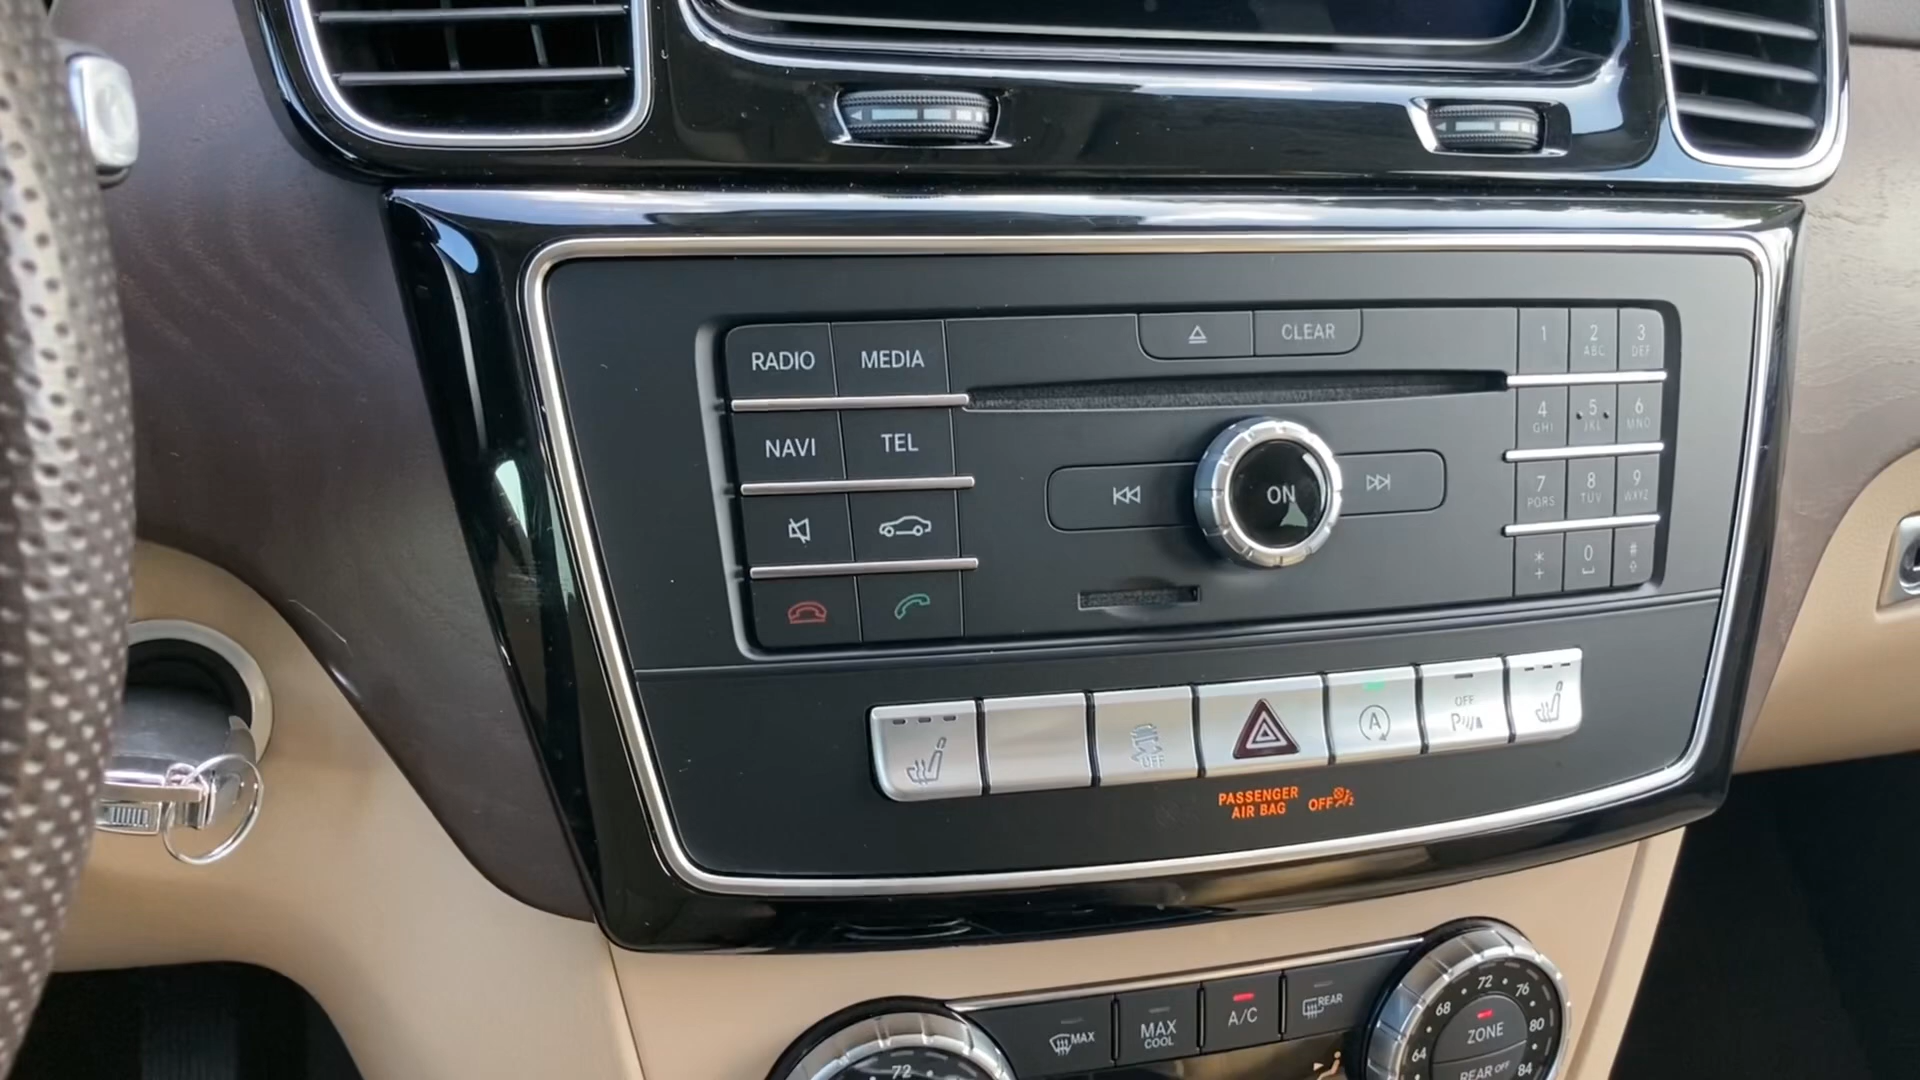 RADIO
MEDIA
CLEAR
NAVI
TEL
ON
1
2
ABC
3
DEF
4
GHI
5
JKL
6
MNO
7
PQRS
8
TUV
9
WXYZ
*
+
0
#
OFF
A
OFF
P
PASSENGER
AIR BAG
OFF
2
MAX
MAX
COOL
A/C
REAR
72
64
68
72
76
80
84
ZONE
REAR OFF